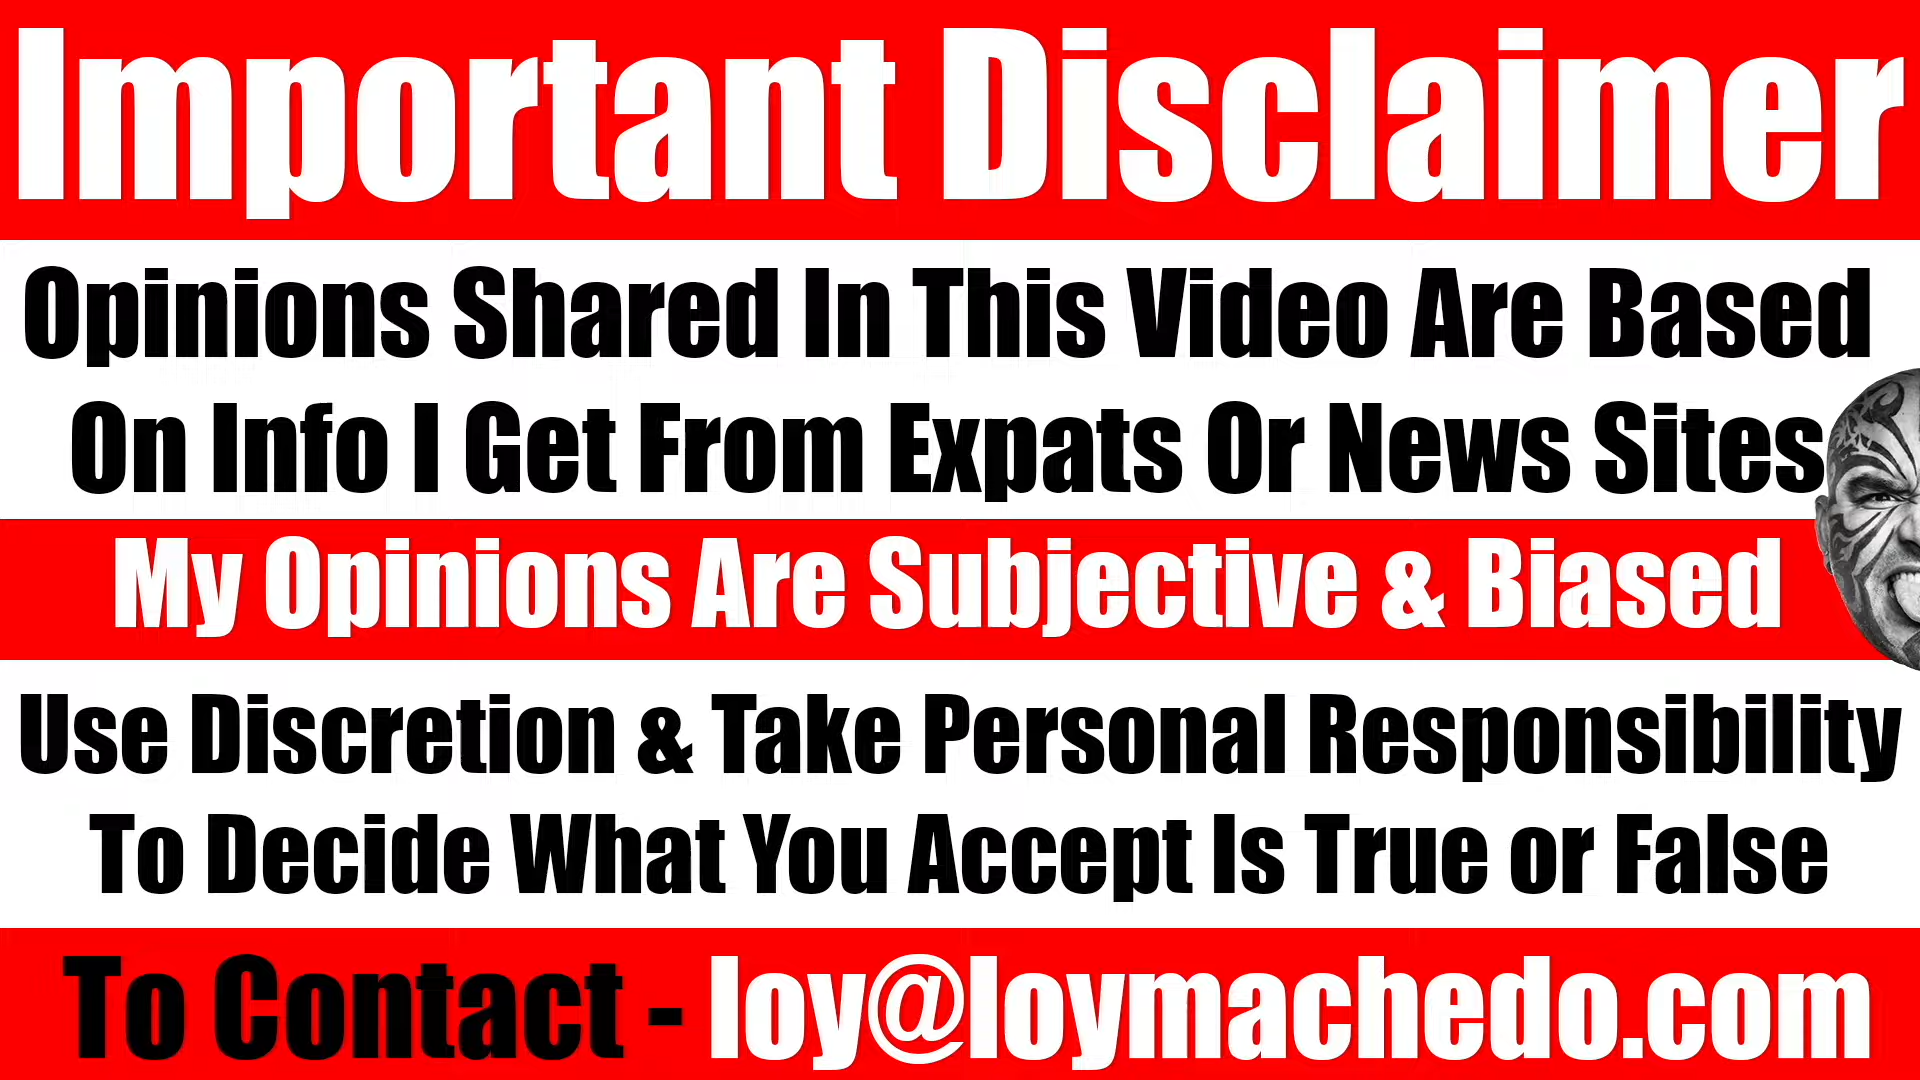 Important Disclaimer
Opinions Shared In This Video Are Based
On Info I Get From Expats Or News Sites
My Opinions Are Subjective & Biased
Use Discretion & Take Personal Responsibility
To Decide What You Accept Is True or False
To Contact - loy@loymachedo.com